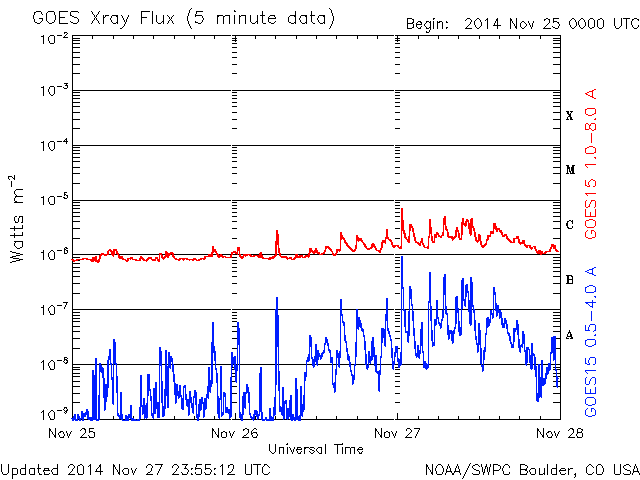 GOES Xray Flux (5 minute data)
Begin: 2014 Nov 25 0000 UTC
10⁻²
10⁻³
10⁻⁴
10⁻⁵
10⁻⁶
10⁻⁷
10⁻⁸
10⁻⁹
Watts m⁻²
X
M
C
B
A
GOES15 1.0-8.0 A
GOES15 0.5-4.0 A
Nov 25
Nov 26
Nov 27
Nov 28
Universal Time
Updated 2014 Nov 27 23:55:12 UTC
NOAA/SWPC Boulder, CO USA